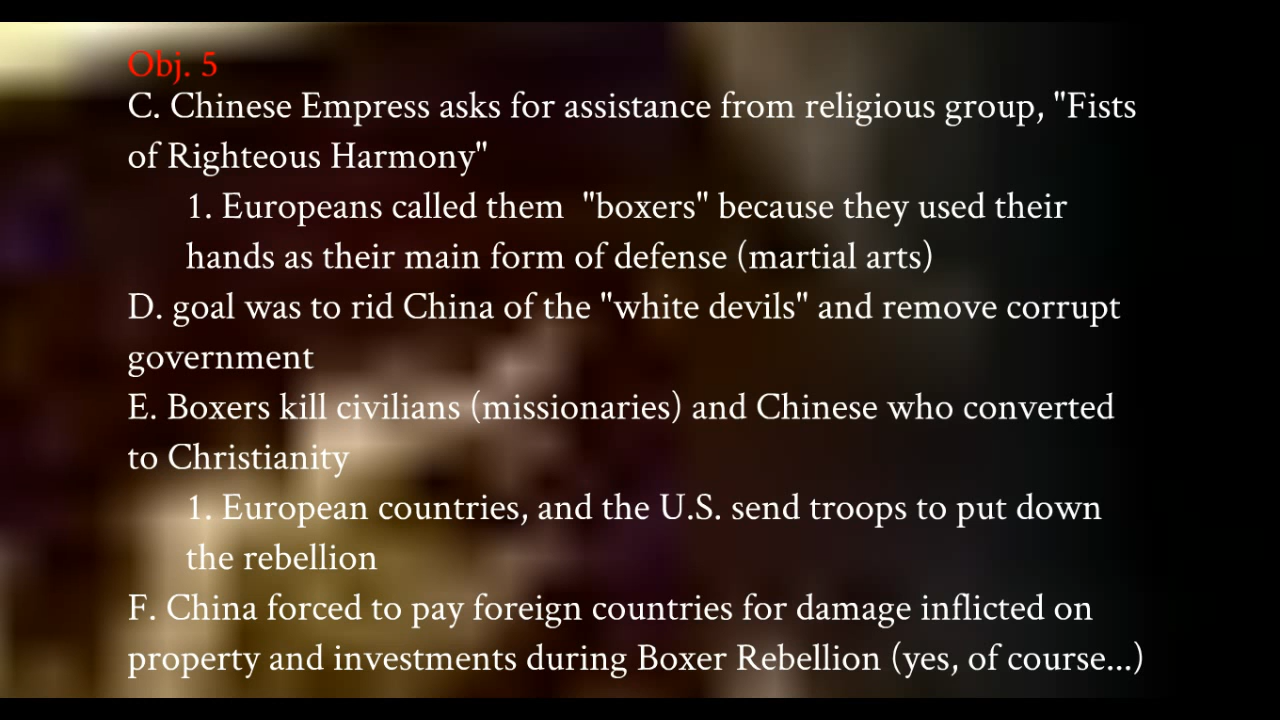 Obj. 5
C. Chinese Empress asks for assistance from religious group, "Fists
of Righteous Harmony"
1. Europeans called them  "boxers" because they used their
hands as their main form of defense (martial arts)
D. goal was to rid China of the "white devils" and remove corrupt
government
E. Boxers kill civilians (missionaries) and Chinese who converted
to Christianity
1. European countries, and the U.S. send troops to put down
the rebellion
F. China forced to pay foreign countries for damage inflicted on
property and investments during Boxer Rebellion (yes, of course...)